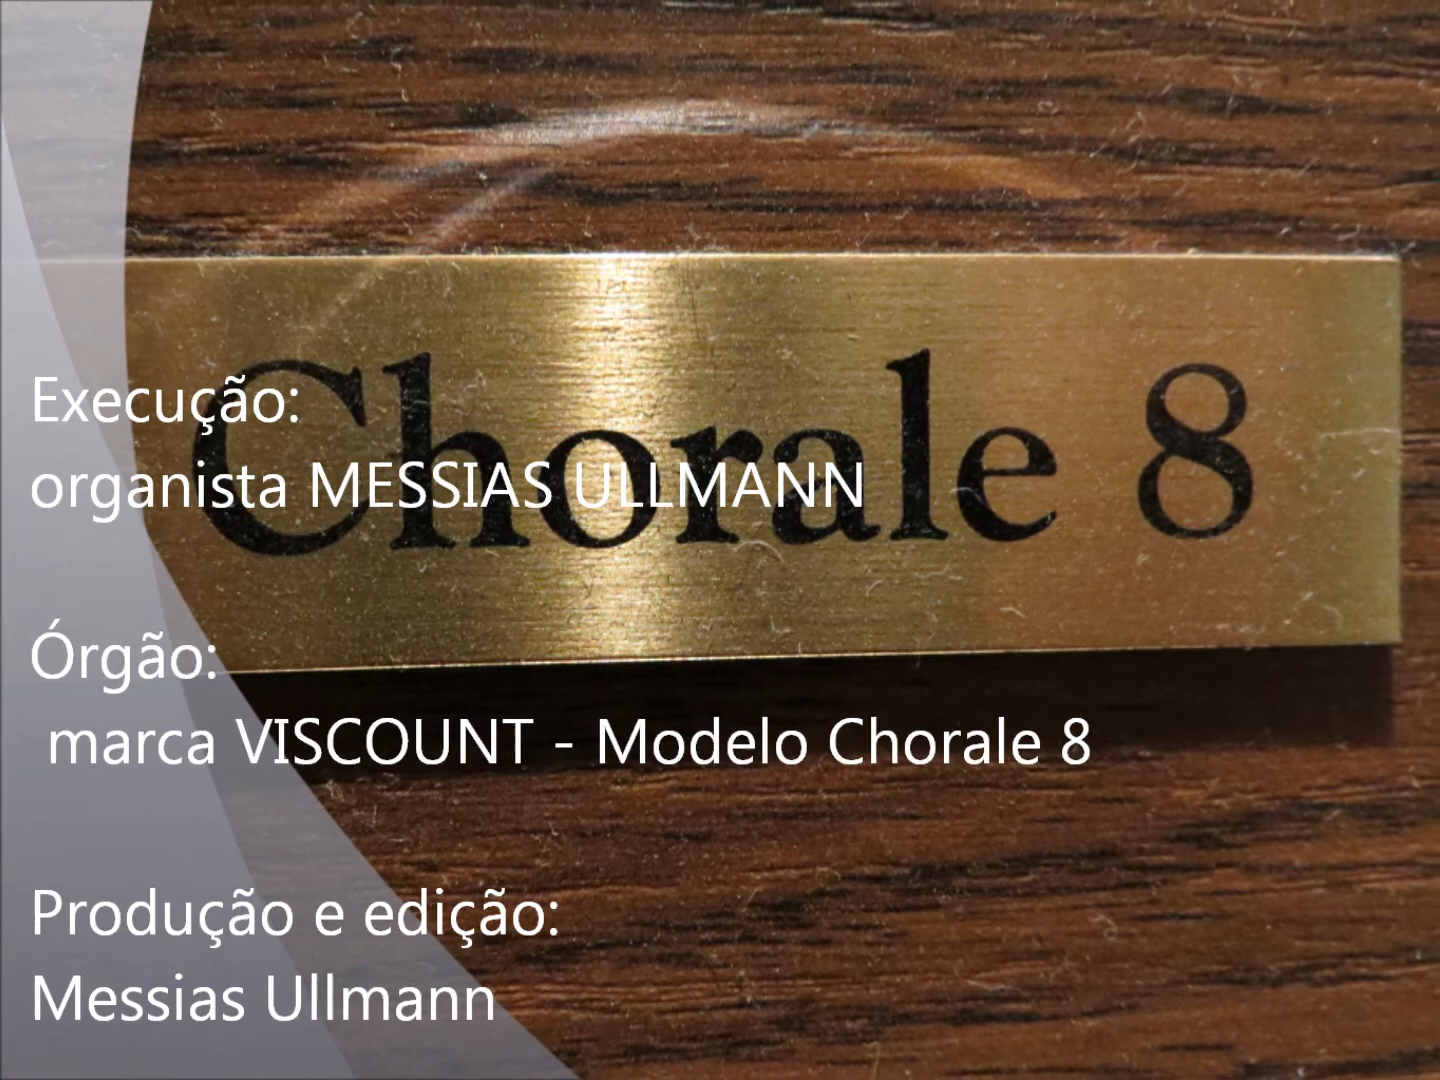 Chorale 8
Execução:
organista MESSIAS ULLMANN
Órgão:
marca VISCOUNT - Modelo Chorale 8
Produção e edição:
Messias Ullmann